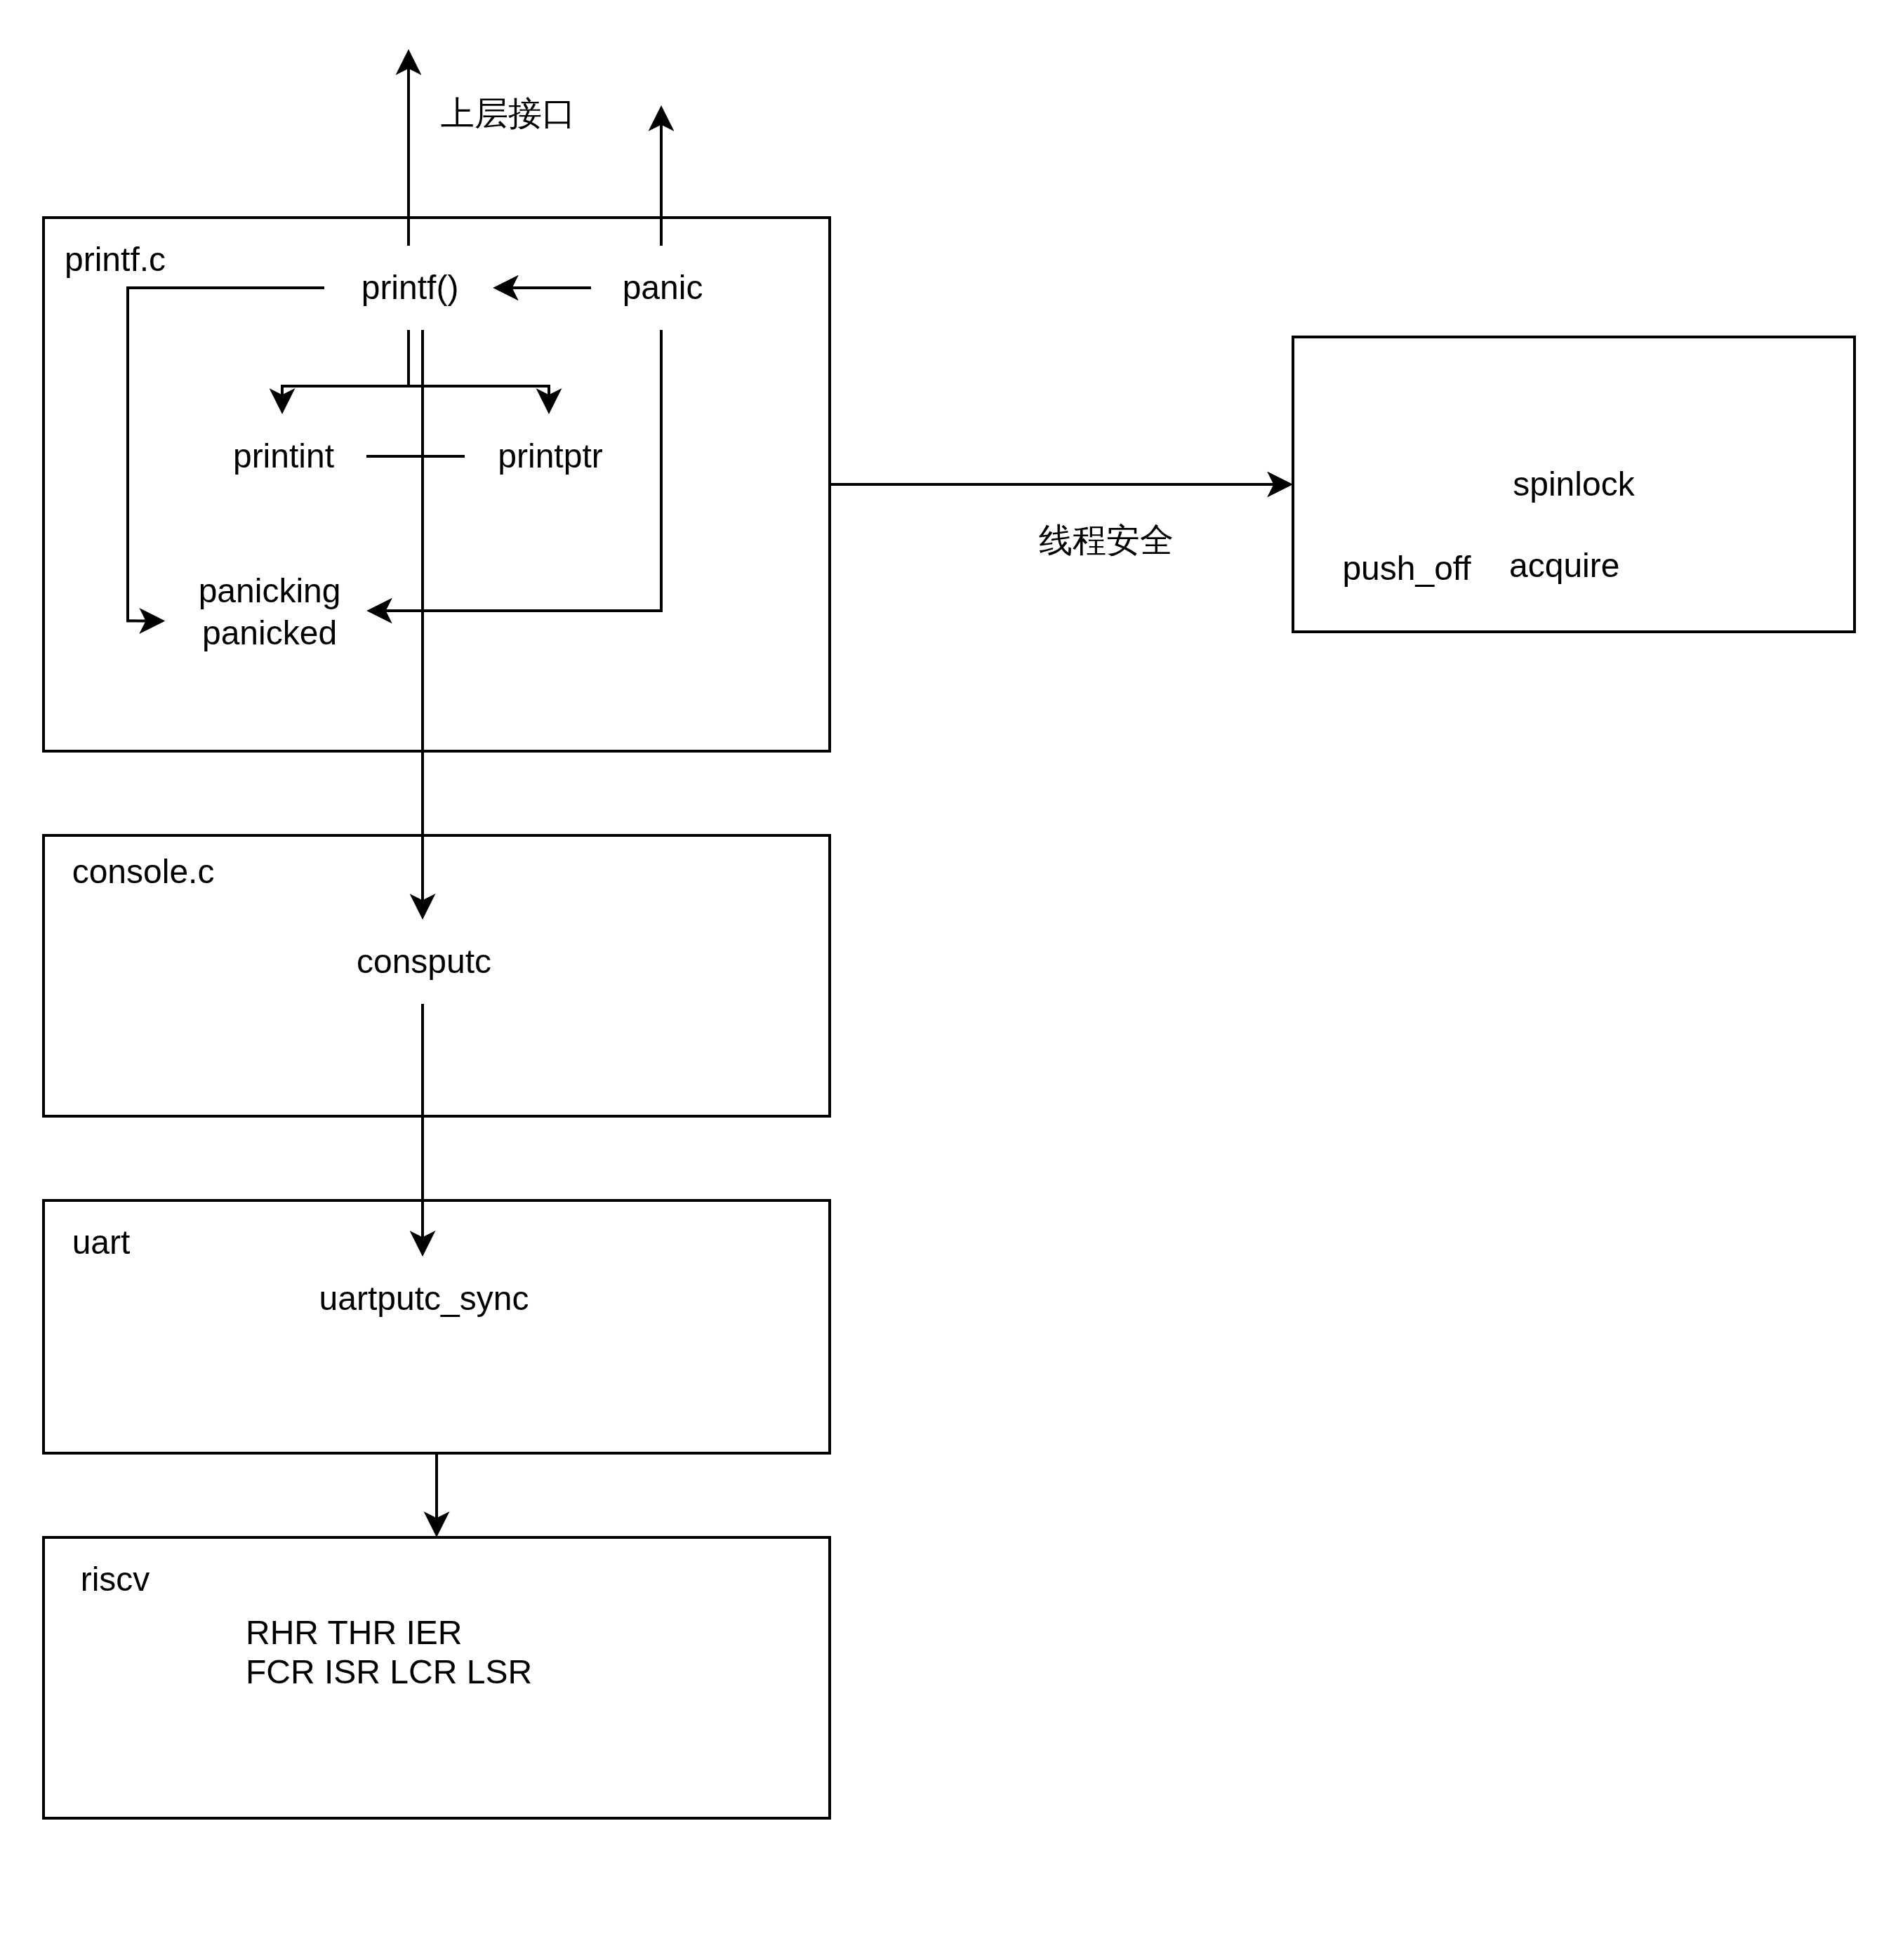 上层接口
printf.c
printf()
panic
printint
printptr
panicking
panicked
线程安全
spinlock
push_off
acquire
console.c
consputc
uart
uartputc_sync
riscv
RHR THR IER
FCR ISR LCR LSR